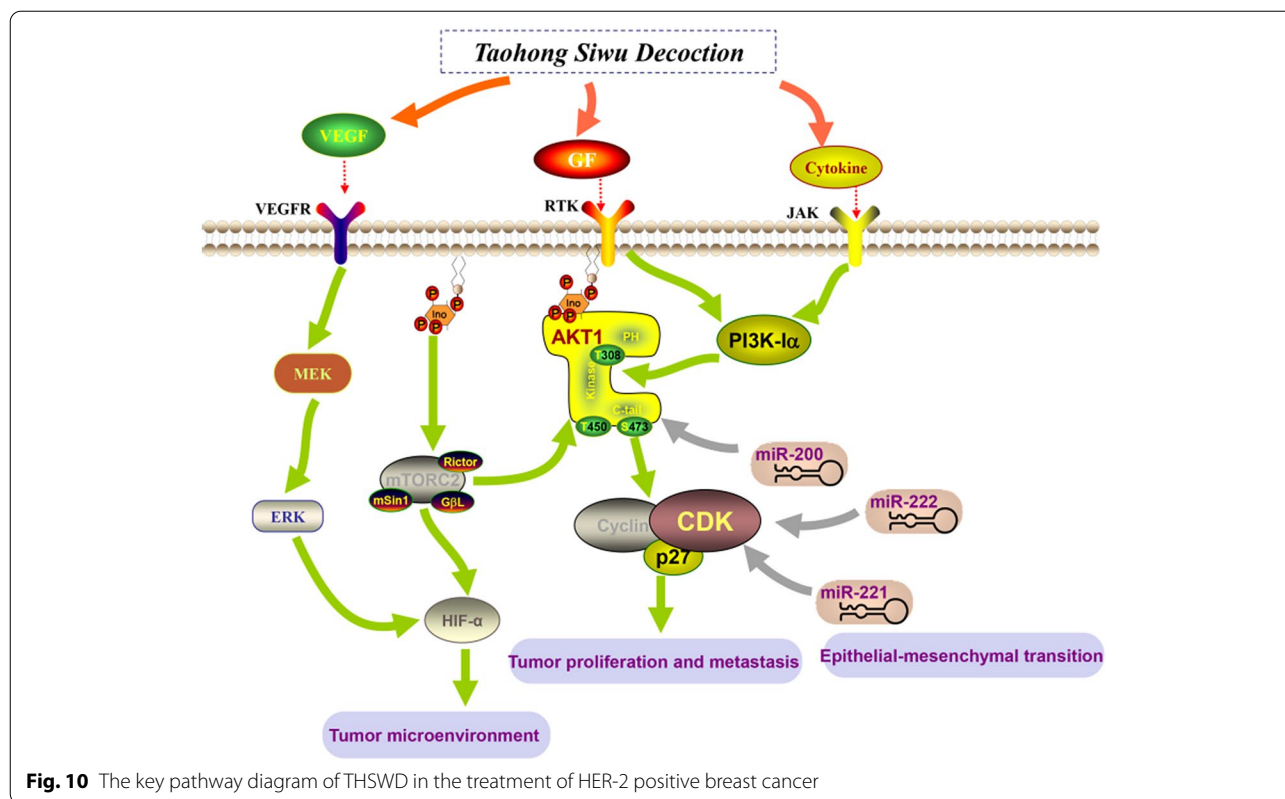 Taohong Siwu Decoction
VEGF
GF
Cytokine
VEGFR
RTK
JAK
P
P
P
P
Ino
P
P
P
P
Ino
AKT1
PH
T308
Kinase
C-tail
T450
S473
PI3K-Iα
MEK
mTORC2
Rictor
mSin1
GβL
ERK
miR-200
miR-222
miR-221
Cyclin
CDK
p27
HIF-α
Tumor proliferation and metastasis
Epithelial-mesenchymal transition
Tumor microenvironment
Fig. 10 The key pathway diagram of THSWD in the treatment of HER-2 positive breast cancer